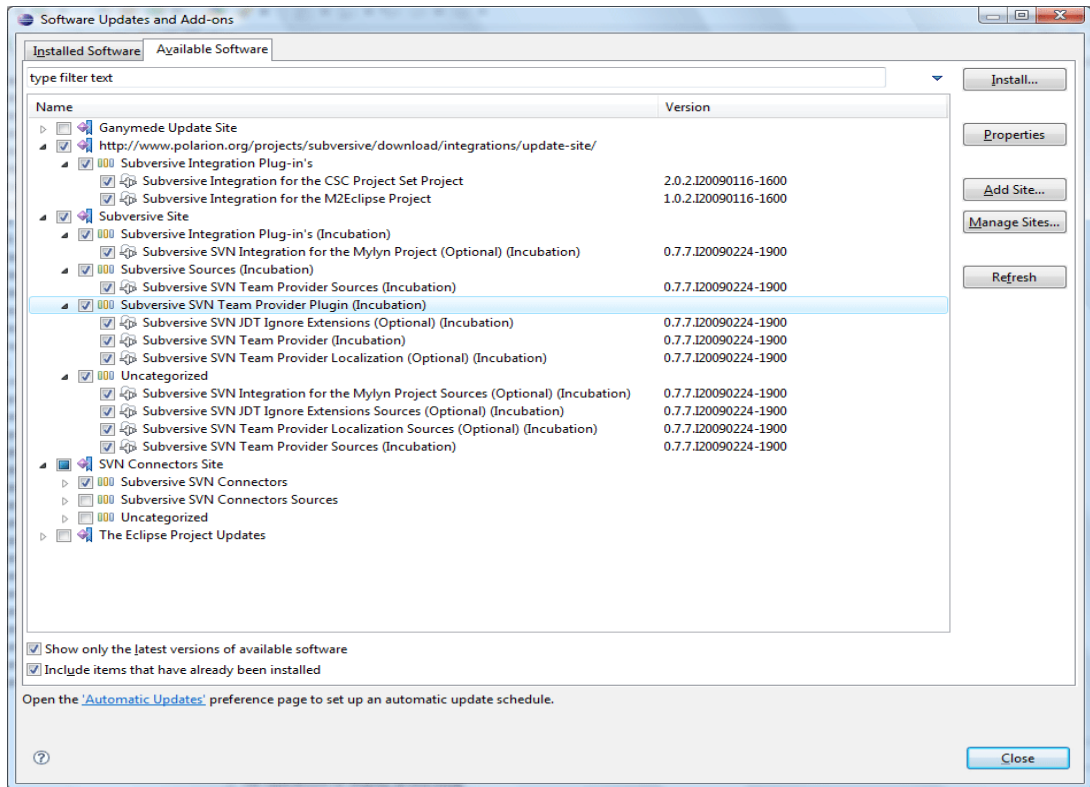 Software Updates and Add-ons
Installed Software Available Software
type filter text
Install...
Name Version
Ganymede Update Site
http://www.polarion.org/projects/subversive/download/integrations/update-site/
Properties
Subversive Integration Plug-in's
Subversive Integration for the CSC Project Set Project 2.0.2.I20090116-1600
Add Site...
Subversive Integration for the M2Eclipse Project 1.0.2.I20090116-1600
Subversive Site
Manage Sites...
Subversive Integration Plug-in's (Incubation)
Subversive SVN Integration for the Mylyn Project (Optional) (Incubation) 0.7.7.I20090224-1900
Subversive Sources (Incubation)
Refresh
Subversive SVN Team Provider Sources (Incubation) 0.7.7.I20090224-1900
Subversive SVN Team Provider Plugin (Incubation)
Subversive SVN JDT Ignore Extensions (Optional) (Incubation) 0.7.7.I20090224-1900
Subversive SVN Team Provider (Incubation) 0.7.7.I20090224-1900
Subversive SVN Team Provider Localization (Optional) (Incubation) 0.7.7.I20090224-1900
Uncategorized
Subversive SVN Integration for the Mylyn Project Sources (Optional) (Incubation) 0.7.7.I20090224-1900
Subversive SVN JDT Ignore Extensions Sources (Optional) (Incubation) 0.7.7.I20090224-1900
Subversive SVN Team Provider Localization Sources (Optional) (Incubation) 0.7.7.I20090224-1900
Subversive SVN Team Provider Sources (Incubation) 0.7.7.I20090224-1900
SVN Connectors Site
Subversive SVN Connectors
Subversive SVN Connectors Sources
Uncategorized
The Eclipse Project Updates
Show only the latest versions of available software
Include items that have already been installed
Open the 'Automatic Updates' preference page to set up an automatic update schedule.
Close